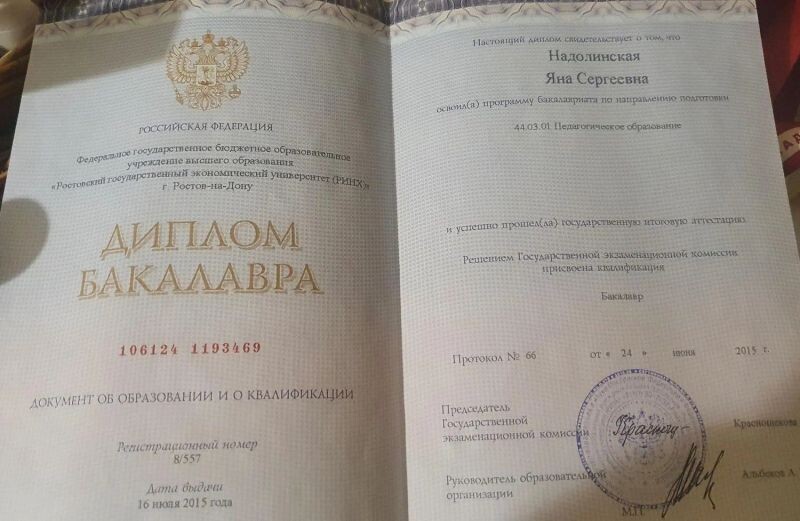 РОССИЙСКАЯ ФЕДЕРАЦИЯ
Федеральное государственное бюджетное образовательное
учреждение высшего образования
«Ростовский государственный экономический университет (РИНХ)»
г. Ростов-на-Дону
ДИПЛОМ
БАКАЛАВРА
106124 1193469
ДОКУМЕНТ ОБ ОБРАЗОВАНИИ И О КВАЛИФИКАЦИИ
Регистрационный номер
8/557
Дата выдачи
16 июля 2015 года
Настоящий диплом свидетельствует о том, что
Надолинская
Яна Сергеевна
освоил(а) программу бакалавриата по направлению подготовки
44.03.01 Педагогическое образование
и успешно прошел(ла) государственную итоговую аттестацию
Решением Государственной экзаменационной комиссии
присвоена квалификация
Бакалавр
Протокол № 66 от « 24 » июня 2015 г.
Председатель
Государственной
экзаменационной комиссии
Краснощекова
Руководитель образовательной
организации
Альбеков А.
М.П.